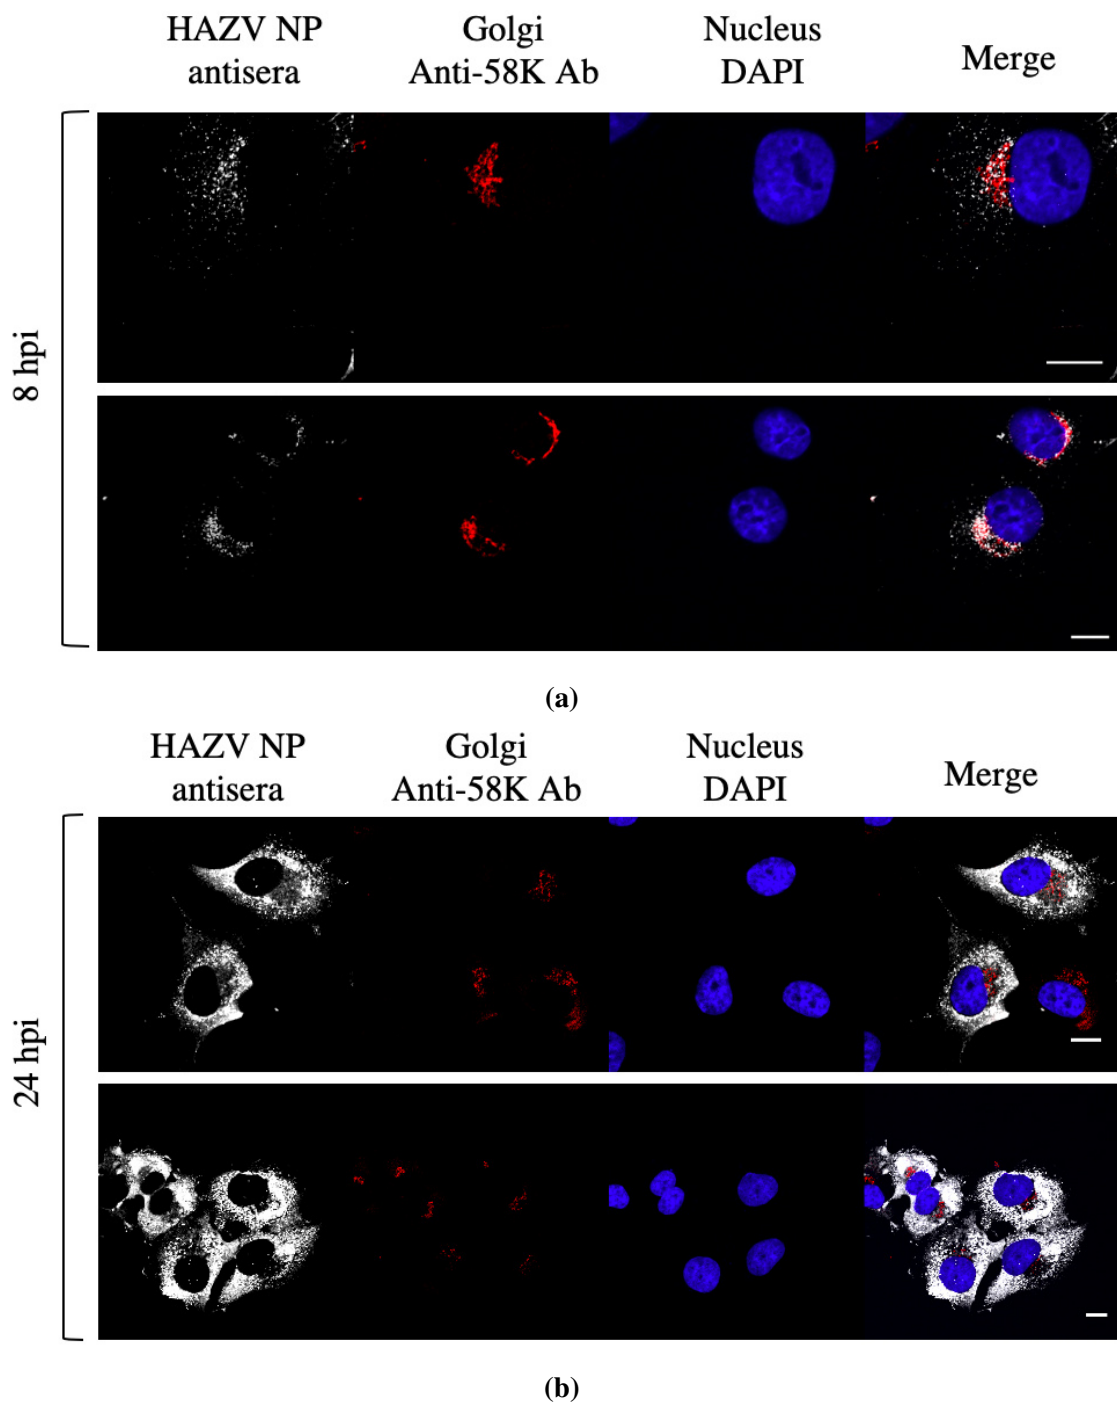 HAZV NP
antisera
Golgi
Anti-58K Ab
Nucleus
DAPI
Merge
8 hpi
(a)
HAZV NP
antisera
Golgi
Anti-58K Ab
Nucleus
DAPI
Merge
24 hpi
(b)